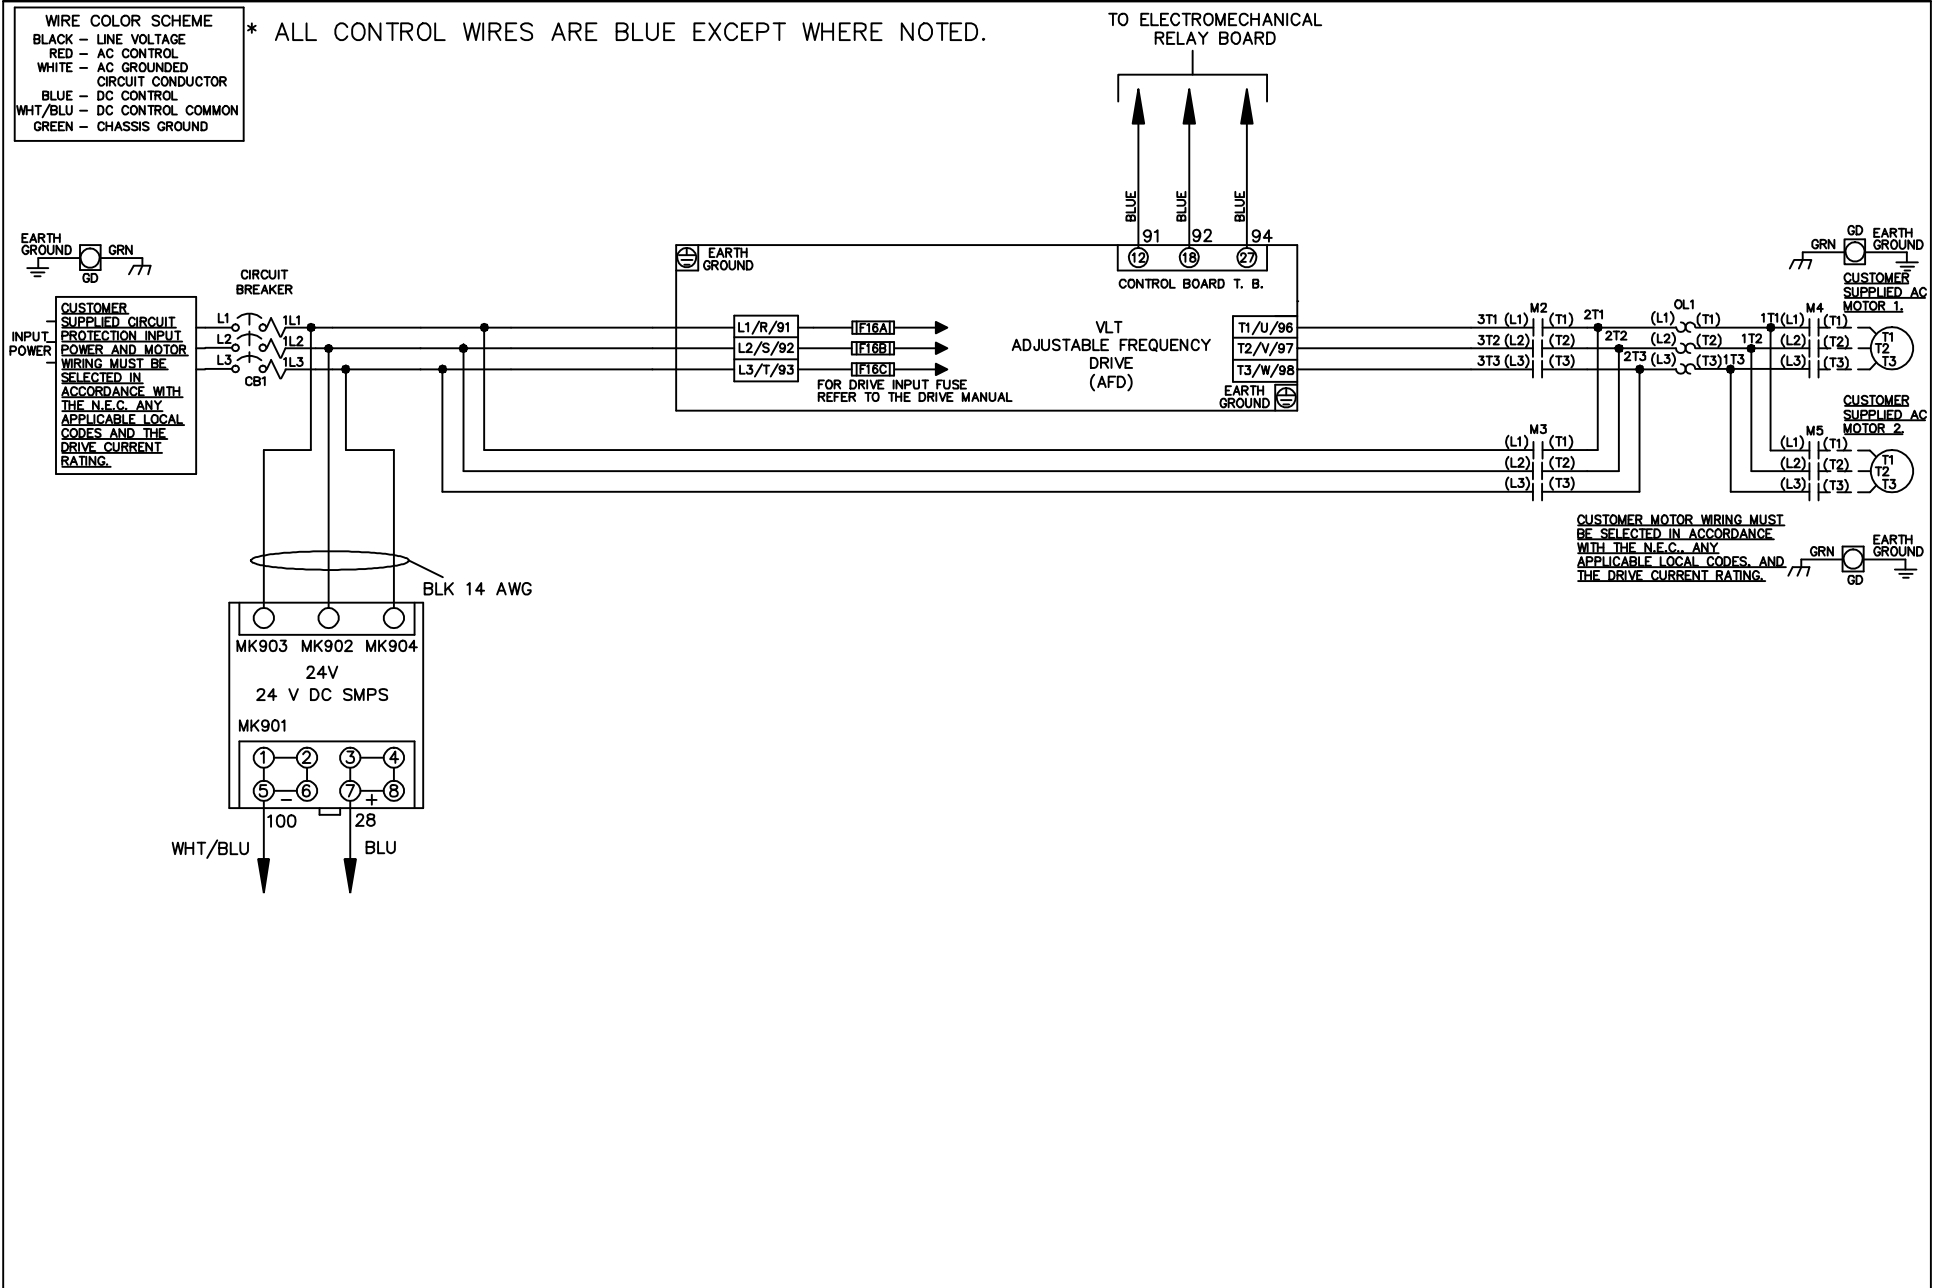 WIRE COLOR SCHEME
BLACK – LINE VOLTAGE
RED – AC CONTROL
WHITE – AC GROUNDED
CIRCUIT CONDUCTOR
BLUE – DC CONTROL
WHT/BLU – DC CONTROL COMMON
GREEN – CHASSIS GROUND
* ALL CONTROL WIRES ARE BLUE EXCEPT WHERE NOTED.
TO ELECTROMECHANICAL
RELAY BOARD
BLUE
BLUE
BLUE
91 92 94
12 18 27
CONTROL BOARD T. B.
EARTH
GROUND
GRN
GD
CIRCUIT
BREAKER
INPUT
POWER
CUSTOMER
SUPPLIED CIRCUIT
PROTECTION INPUT
POWER AND MOTOR
WIRING MUST BE
SELECTED IN
ACCORDANCE WITH
THE N.E.C. ANY
APPLICABLE LOCAL
CODES AND THE
DRIVE CURRENT
RATING.
L1 1L1
L2 1L2
L3 1L3
CB1
EARTH
GROUND
L1/R/91 F16A
L2/S/92 F16B
L3/T/93 F16C
FOR DRIVE INPUT FUSE
REFER TO THE DRIVE MANUAL
VLT
ADJUSTABLE FREQUENCY
DRIVE
(AFD)
T1/U/96
T2/V/97
T3/W/98
EARTH
GROUND
M2
3T1 (L1) (T1) 2T1
3T2 (L2) (T2) 2T2
3T3 (L3) (T3) 2T3
OL1
(L1) (T1) 1T1
(L2) (T2) 1T2
(L3) (T3) 1T3
M4
(L1) (T1)
(L2) (T2)
(L3) (T3)
T1
T2
T3
GRN
GD
EARTH
GROUND
CUSTOMER
SUPPLIED AC
MOTOR 1.
M3
(L1) (T1)
(L2) (T2)
(L3) (T3)
CUSTOMER
SUPPLIED AC
MOTOR 2.
M5
(L1) (T1)
(L2) (T2)
(L3) (T3)
T1
T2
T3
CUSTOMER MOTOR WIRING MUST
BE SELECTED IN ACCORDANCE
WITH THE N.E.C., ANY
APPLICABLE LOCAL CODES, AND
THE DRIVE CURRENT RATING.
GRN
GD
EARTH
GROUND
BLK 14 AWG
MK903 MK902 MK904
24V
24 V DC SMPS
MK901
1 2 3 4
5 – 6 7 + 8
100 28
WHT/BLU BLU